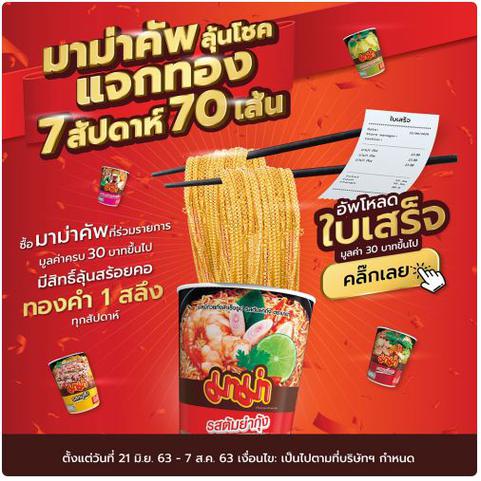 มาม่าคัพ ลุ้นโชค
แจกทอง
7 สัปดาห์ 70 เส้น
ใบเสร็จ
ซื้อ มาม่าคัพ ที่ร่วมรายการ
มูลค่าครบ 30 บาทขึ้นไป
มีสิทธิ์ลุ้นสร้อยคอ
ทองคำ 1 สลึง
ทุกสัปดาห์
อัพโหลด
ใบเสร็จ
มูลค่า 30 บาทขึ้นไป
คลิ๊กเลย
มาม่า
รสต้มยำกุ้ง
มาม่า
ตั้งแต่วันที่ 21 มิ.ย. 63 - 7 ส.ค. 63 เงื่อนไข: เป็นไปตามที่บริษัทฯ กำหนด